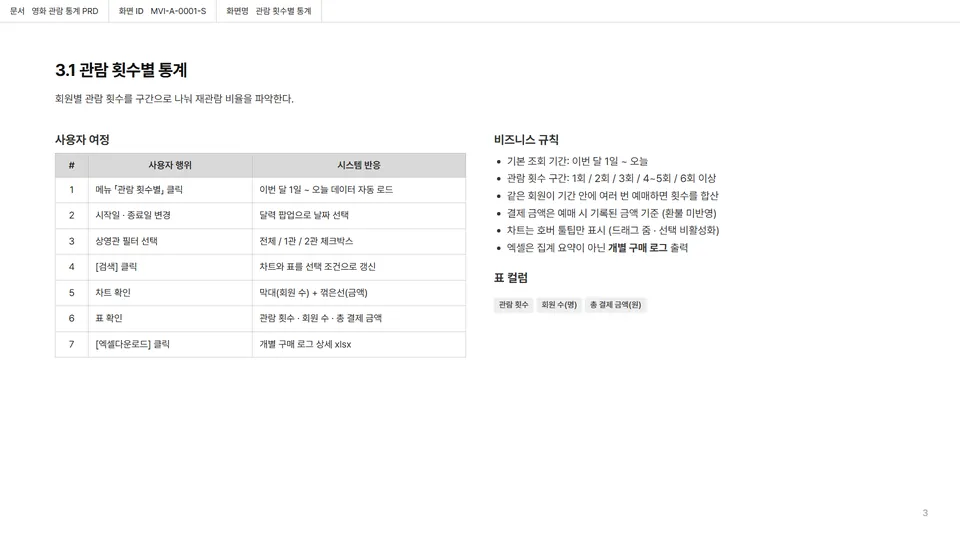 문서 영화 관람 통계 PRD 화면 ID MVI-A-0001-S 화면명 관람 횟수별 통계
3.1 관람 횟수별 통계
회원별 관람 횟수를 구간으로 나눠 재관람 비율을 파악한다.
사용자 여정
# 사용자 행위 시스템 반응
1 메뉴 「관람 횟수별」 클릭 이번 달 1일 ~ 오늘 데이터 자동 로드
2 시작일 · 종료일 변경 달력 팝업으로 날짜 선택
3 상영관 필터 선택 전체 / 1관 / 2관 체크박스
4 [검색] 클릭 차트와 표를 선택 조건으로 갱신
5 차트 확인 막대(회원 수) + 꺾은선(금액)
6 표 확인 관람 횟수 · 회원 수 · 총 결제 금액
7 [엑셀다운로드] 클릭 개별 구매 로그 상세 xlsx
비즈니스 규칙
• 기본 조회 기간: 이번 달 1일 ~ 오늘
• 관람 횟수 구간: 1회 / 2회 / 3회 / 4~5회 / 6회 이상
• 같은 회원이 기간 안에 여러 번 예매하면 횟수를 합산
• 결제 금액은 예매 시 기록된 금액 기준 (환불 미반영)
• 차트는 호버 툴팁만 표시 (드래그 줌 · 선택 비활성화)
• 엑셀은 집계 요약이 아닌 개별 구매 로그 출력
표 컬럼
관람 횟수 회원 수(명) 총 결제 금액(원)
3